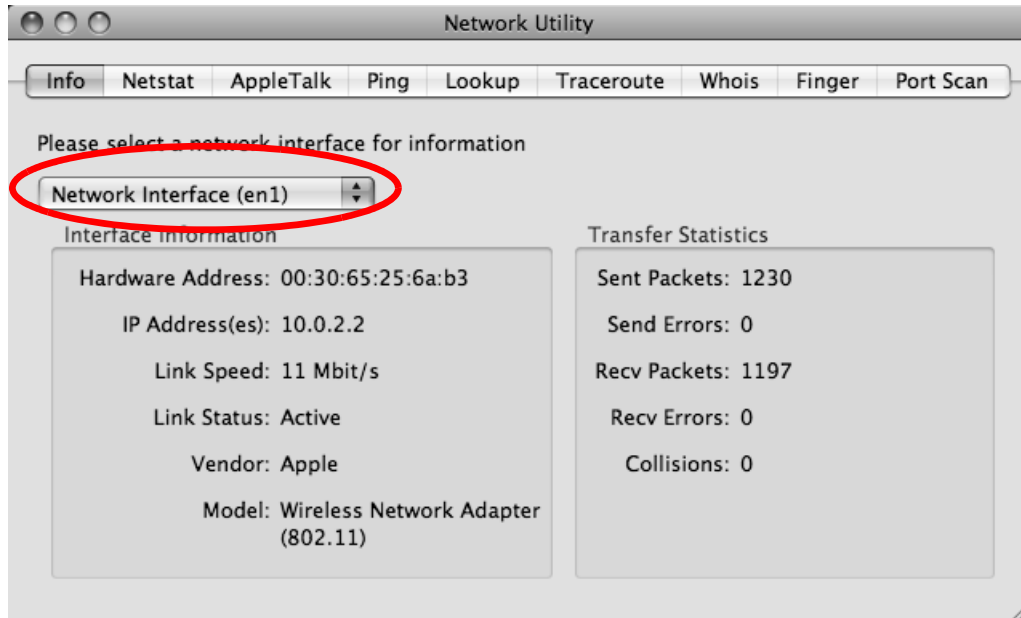 Network Utility
Info Netstat AppleTalk Ping Lookup Traceroute Whois Finger Port Scan
Please select a network interface for information
Network Interface (en1)
Interface Information
Hardware Address: 00:30:65:25:6a:b3
IP Address(es): 10.0.2.2
Link Speed: 11 Mbit/s
Link Status: Active
Vendor: Apple
Model: Wireless Network Adapter
(802.11)
Transfer Statistics
Sent Packets: 1230
Send Errors: 0
Recv Packets: 1197
Recv Errors: 0
Collisions: 0